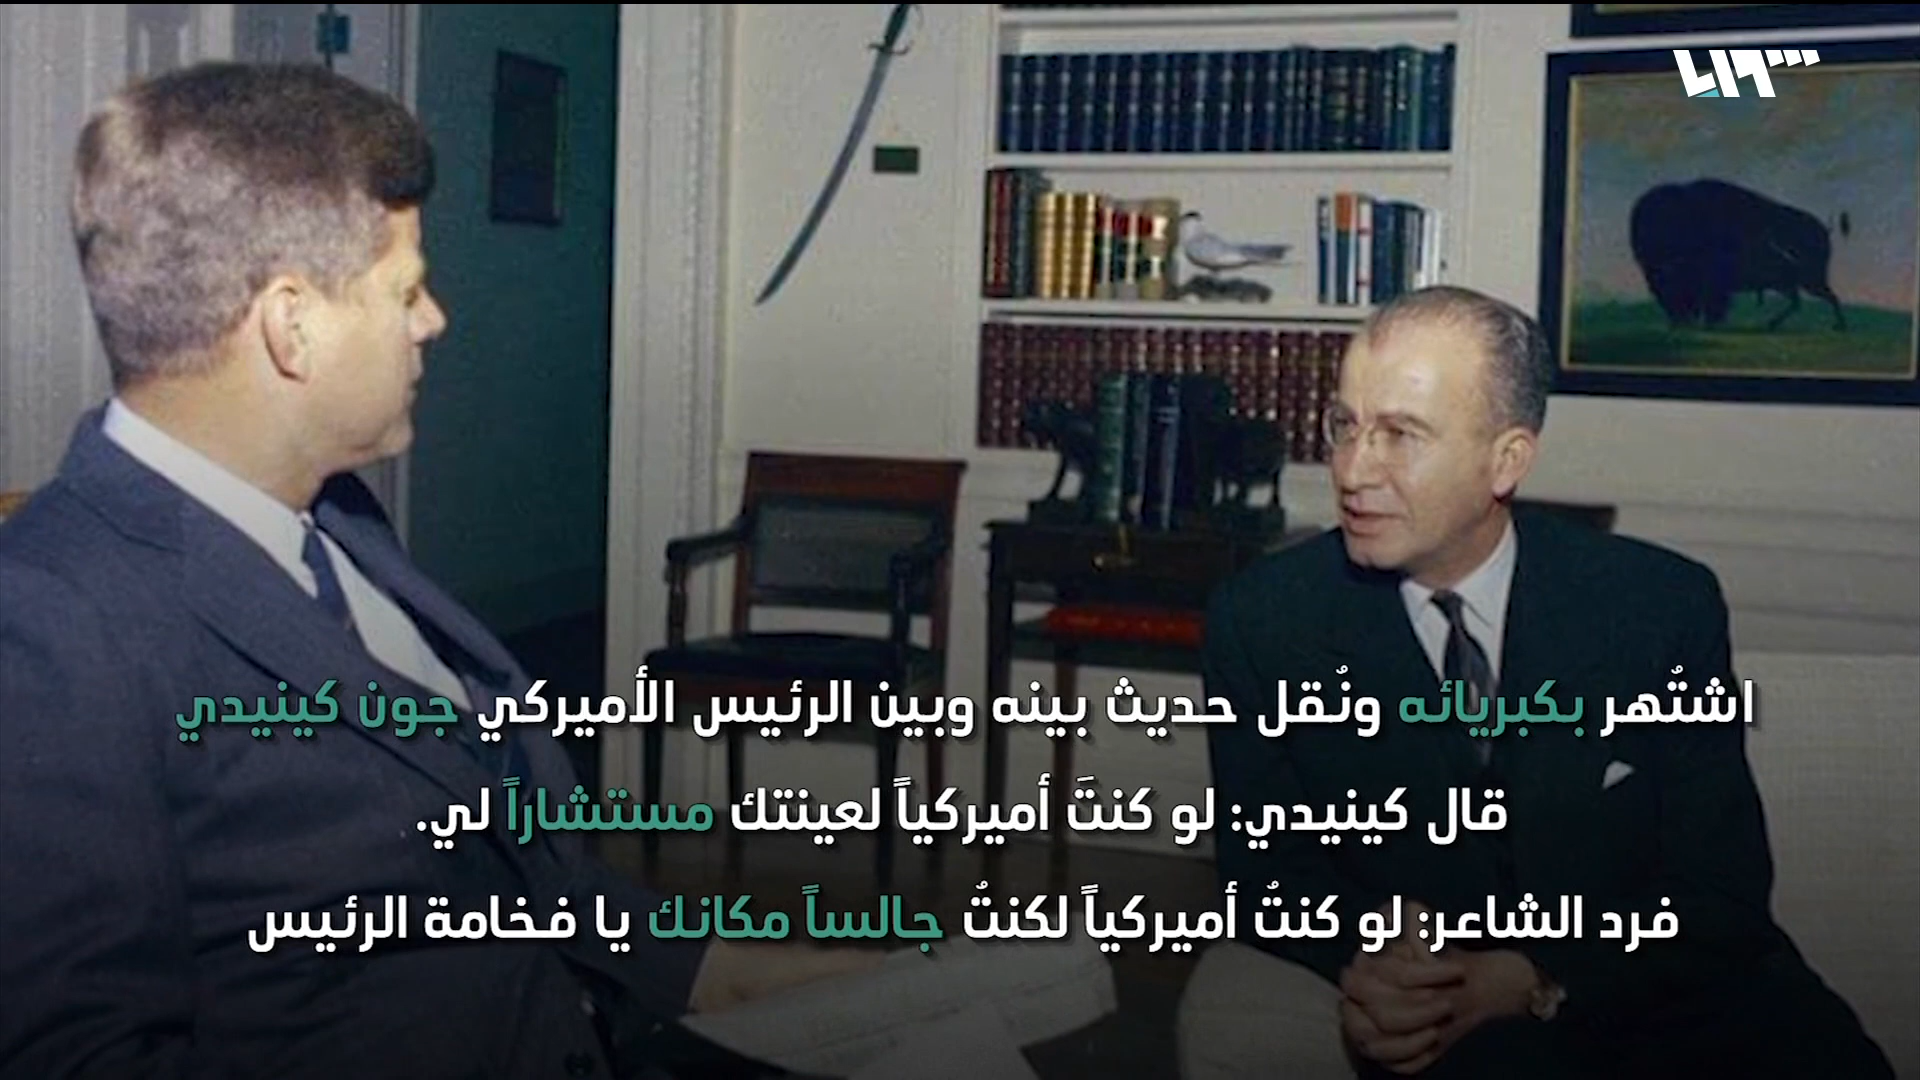 اشتُهر بكبريائه ونُقل حديث بينه وبين الرئيس الأميركي جون كينيدي
قال كينيدي: لو كنتَ أميركياً لعينتك مستشاراً لي.
فرد الشاعر: لو كنتُ أميركياً لكنتُ جالساً مكانك يا فخامة الرئيس